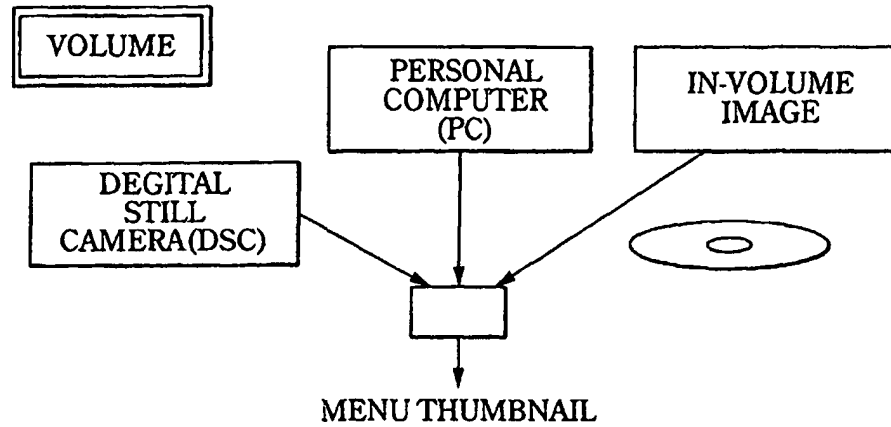 VOLUME
PERSONAL
COMPUTER
(PC)
IN-VOLUME
IMAGE
DEGITAL
STILL
CAMERA(DSC)
MENU THUMBNAIL